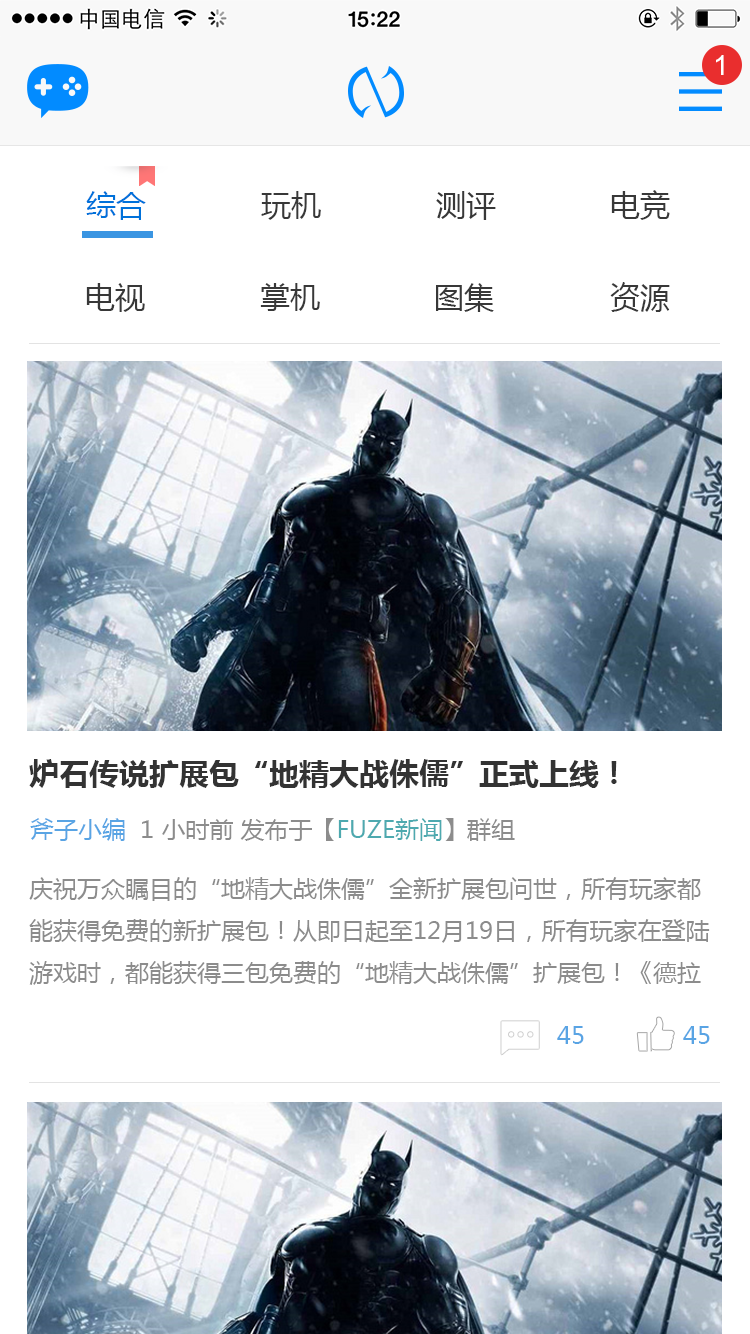 中国电信 15:22
1
综合 玩机 测评 电竞
电视 掌机 图集 资源
炉石传说扩展包“地精大战侏儒”正式上线！
斧子小编 1 小时前 发布于【FUZE新闻】群组
庆祝万众瞩目的“地精大战侏儒”全新扩展包问世，所有玩家都
能获得免费的新扩展包！从即日起至12月19日，所有玩家在登陆
游戏时，都能获得三包免费的“地精大战侏儒”扩展包！《德拉
45 45